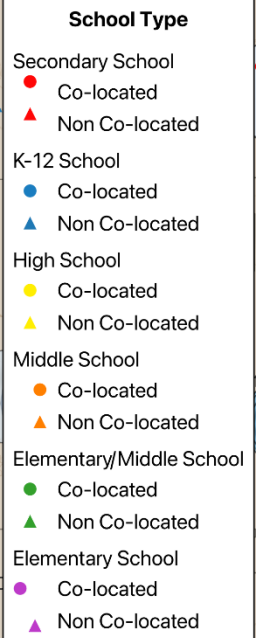 School Type
Secondary School
Co-located
Non Co-located
K-12 School
Co-located
Non Co-located
High School
Co-located
Non Co-located
Middle School
Co-located
Non Co-located
Elementary/Middle School
Co-located
Non Co-located
Elementary School
Co-located
Non Co-located